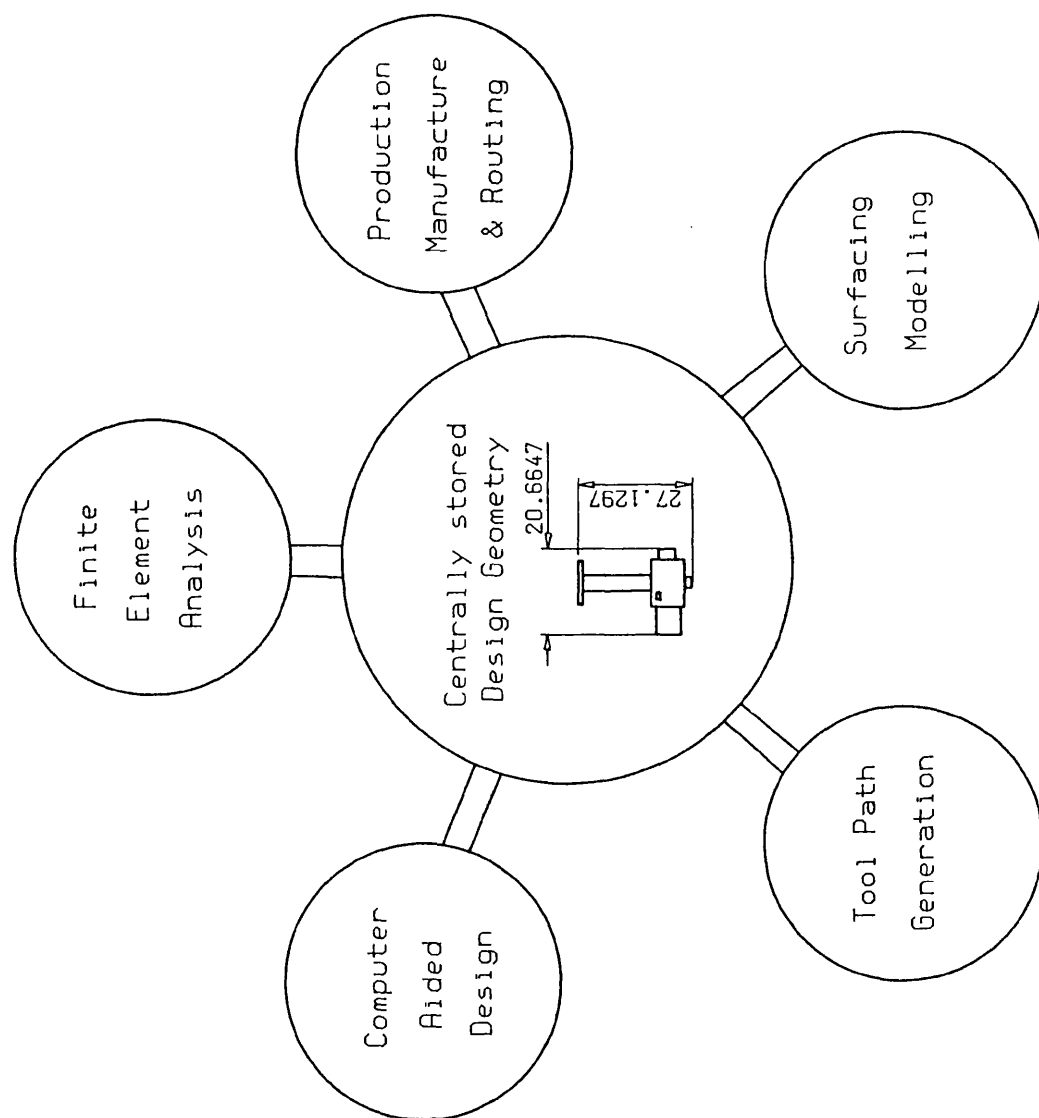 Finite
Element
Analysis
Computer
Aided
Design
Production
Manufacture
& Routing
Centrally stored
Design Geometry
20.6647
27.1297
Tool Path
Generation
Surfacing
Modelling